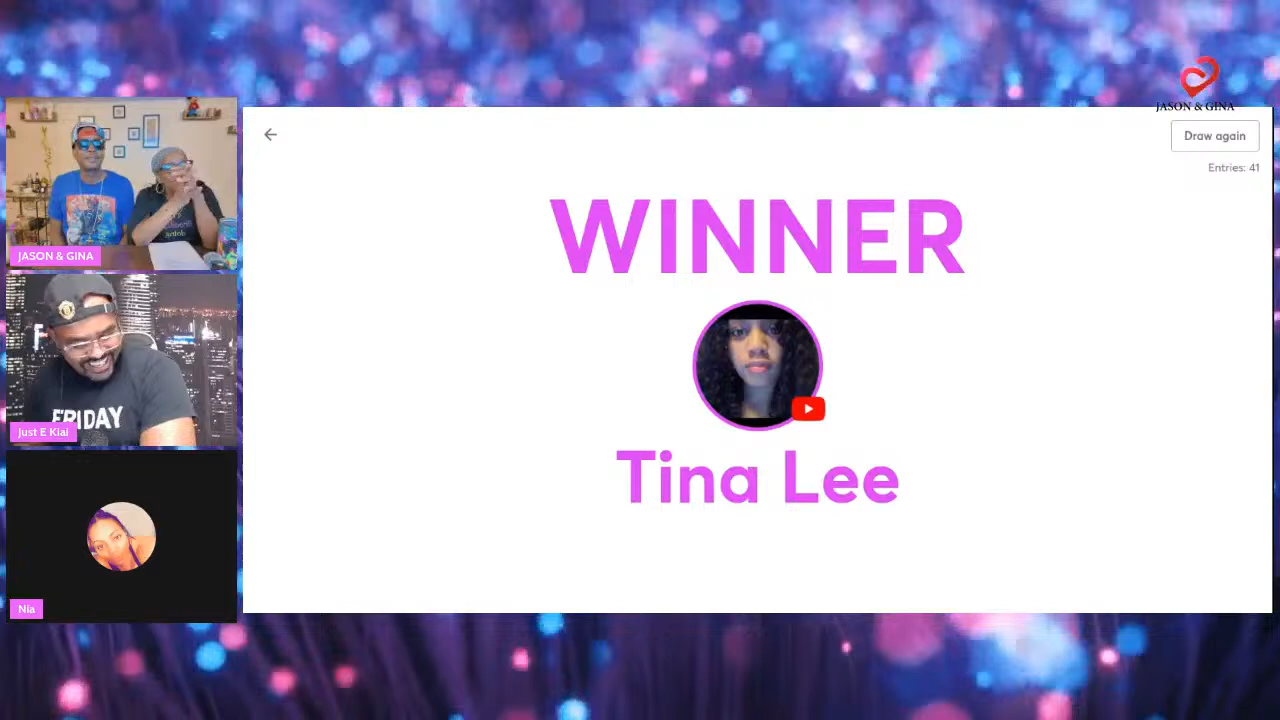 JASON & GINA
Draw again
Entries: 41
WINNER
Tina Lee
JASON & GINA
FRIDAY
Just E Kiai
Nia